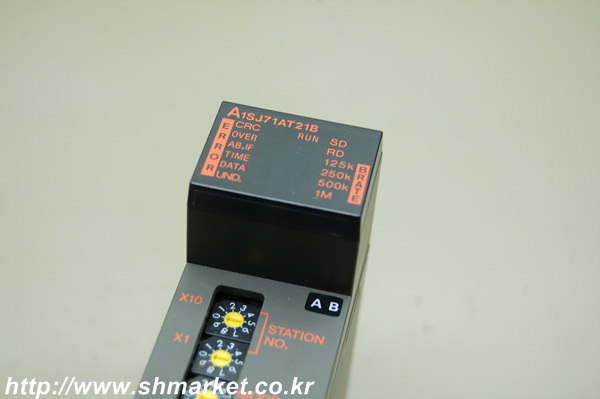 A1SJ71AT21B
ERROR
CRC
OVER
AB.IF
TIME
DATA
UND.
RUN
SD
RD
125k
250k
500k
1M
BRATE
A B
X10
X1
STATION
NO.
http://www.shmarket.co.kr